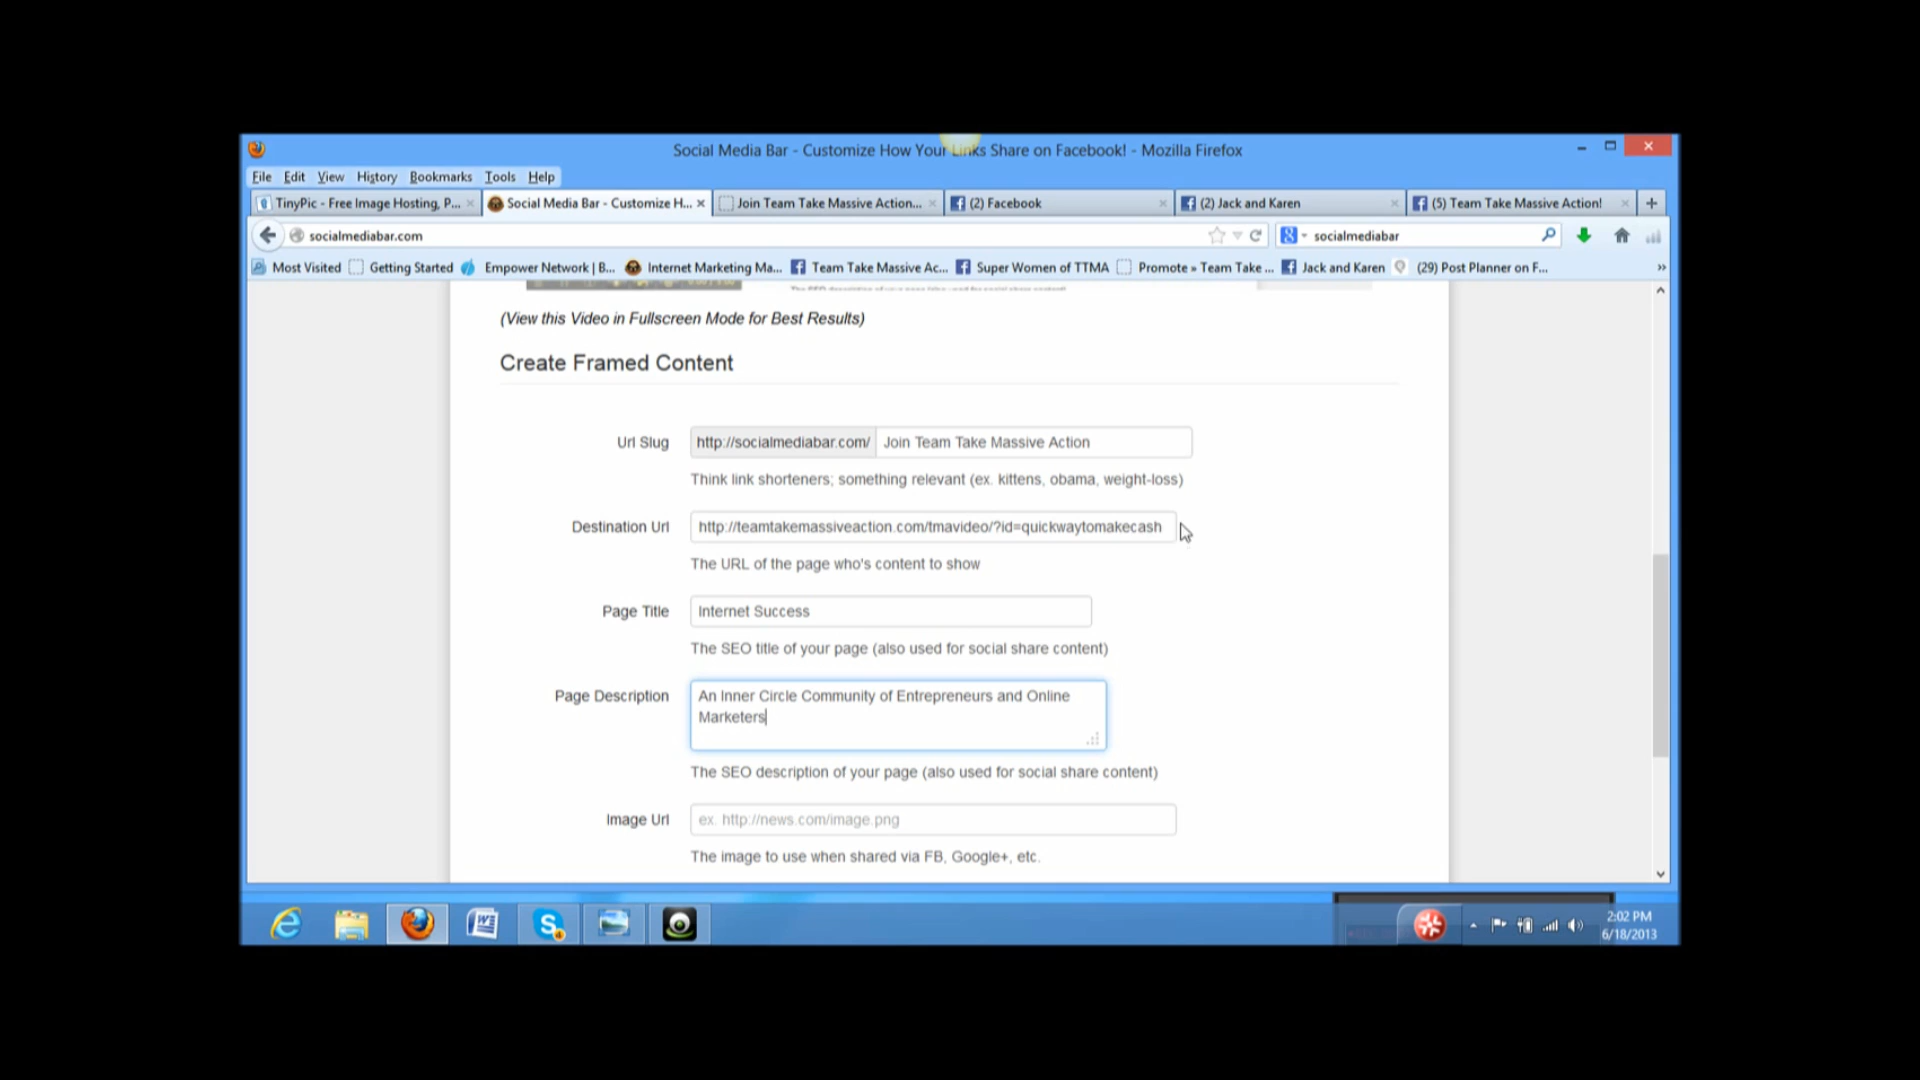 Social Media Bar - Customize How Your Links Share on Facebook! - Mozilla Firefox
File Edit View History Bookmarks Tools Help
TinyPic - Free Image Hosting, P... Social Media Bar - Customize H... Join Team Take Massive Action... (2) Facebook (2) Jack and Karen (5) Team Take Massive Action!
socialmediabar.com socialmediabar
Most Visited Getting Started Empower Network | B... Internet Marketing Ma... Team Take Massive Ac... Super Women of TTMA Promote » Team Take ... Jack and Karen (29) Post Planner on F... »
(View this Video in Fullscreen Mode for Best Results)
Create Framed Content
Url Slug http://socialmediabar.com/ Join Team Take Massive Action
Think link shorteners; something relevant (ex. kittens, obama, weight-loss)
Destination Url http://teamtakemassiveaction.com/tmavideo/?id=quickwaytomakecash
The URL of the page who's content to show
Page Title Internet Success
The SEO title of your page (also used for social share content)
Page Description An Inner Circle Community of Entrepreneurs and Online
Marketers
The SEO description of your page (also used for social share content)
Image Url ex. http://news.com/image.png
The image to use when shared via FB, Google+, etc.
2:02 PM
6/18/2013